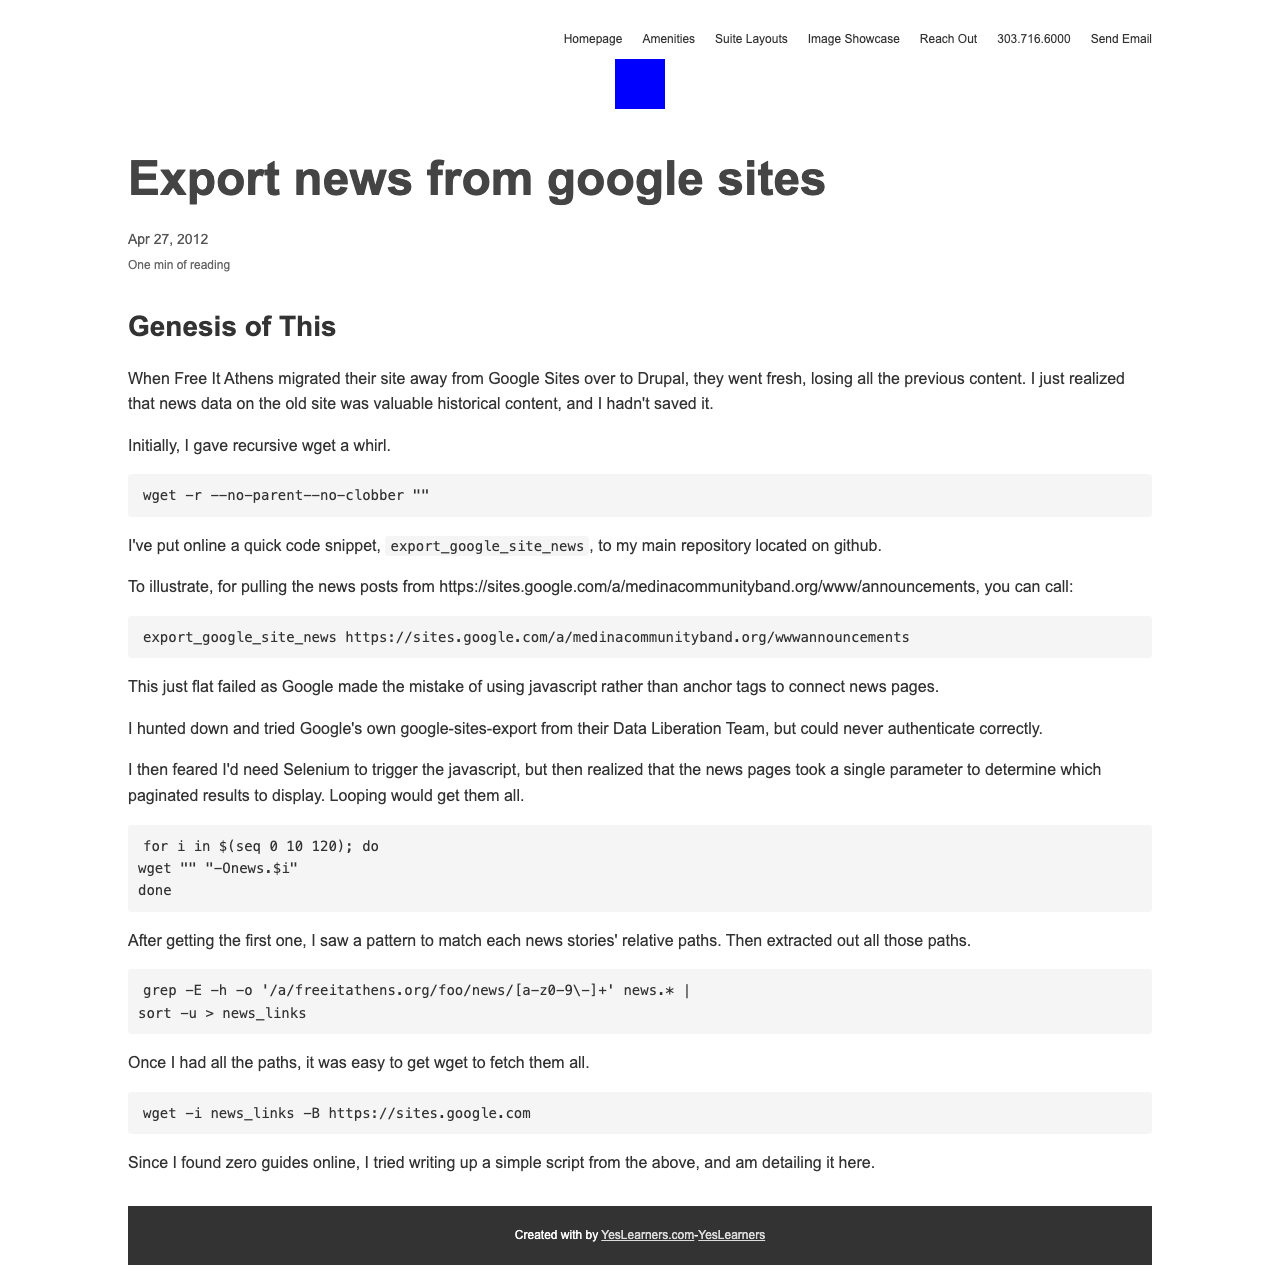 Homepage Amenities Suite Layouts Image Showcase Reach Out 303.716.6000 Send Email
Export news from google sites
Apr 27, 2012
One min of reading
Genesis of This
When Free It Athens migrated their site away from Google Sites over to Drupal, they went fresh, losing all the previous content. I just realized
that news data on the old site was valuable historical content, and I hadn't saved it.
Initially, I gave recursive wget a whirl.
wget -r --no-parent--no-clobber ""
I've put online a quick code snippet, export_google_site_news, to my main repository located on github.
To illustrate, for pulling the news posts from https://sites.google.com/a/medinacommunityband.org/www/announcements, you can call:
export_google_site_news https://sites.google.com/a/medinacommunityband.org/wwwannouncements
This just flat failed as Google made the mistake of using javascript rather than anchor tags to connect news pages.
I hunted down and tried Google's own google-sites-export from their Data Liberation Team, but could never authenticate correctly.
I then feared I'd need Selenium to trigger the javascript, but then realized that the news pages took a single parameter to determine which
paginated results to display. Looping would get them all.
for i in $(seq 0 10 120); do
wget "" "-Onews.$i"
done
After getting the first one, I saw a pattern to match each news stories' relative paths. Then extracted out all those paths.
grep -E -h -o '/a/freeitathens.org/foo/news/[a-z0-9\-]+' news.* |
sort -u > news_links
Once I had all the paths, it was easy to get wget to fetch them all.
wget -i news_links -B https://sites.google.com
Since I found zero guides online, I tried writing up a simple script from the above, and am detailing it here.
Created with by YesLearners.com-YesLearners